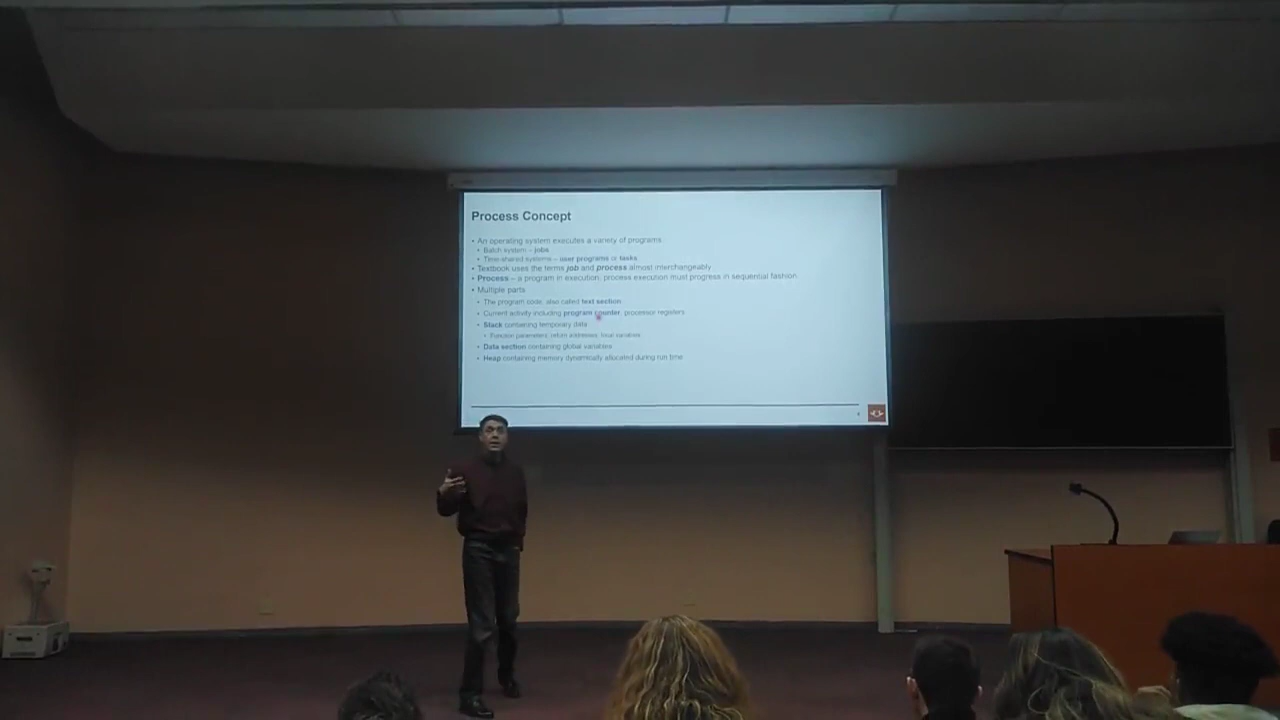 Process Concept
• An operating system executes a variety of programs
• Batch system – jobs
• Time-shared systems – user programs or tasks
• Textbook uses the terms job and process almost interchangeably
• Process – a program in execution; process execution must progress in sequential fashion
• Multiple parts
• The program code, also called text section
• Current activity including program counter, processor registers
• Stack containing temporary data
• Function parameters, return addresses, local variables
• Data section containing global variables
• Heap containing memory dynamically allocated during run time